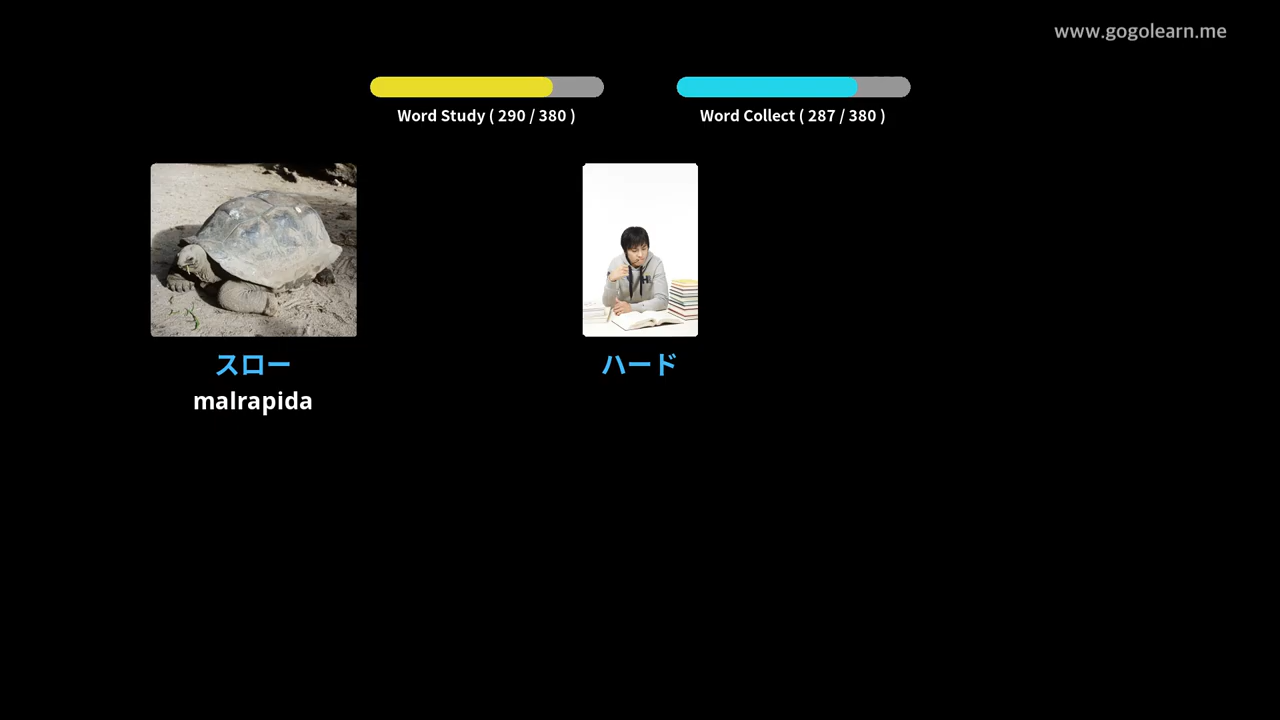 www.gogolearn.me
Word Study ( 290 / 380 )
Word Collect ( 287 / 380 )
スロー
ハード
malrapida